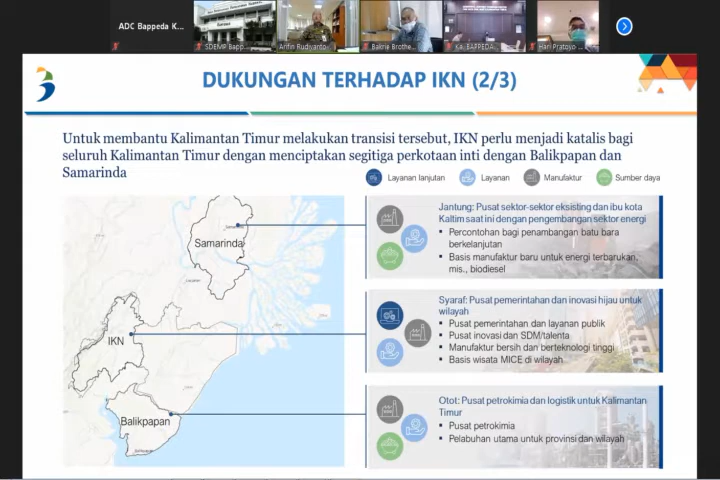 ADC Bappeda K...
SDEMP Bapp...
Arifin Rudiyanto
Bakrie Brothe...
Ka. BAPPEDA...
Hari Pratoyo
DUKUNGAN TERHADAP IKN (2/3)
Untuk membantu Kalimantan Timur melakukan transisi tersebut, IKN perlu menjadi katalis bagi
seluruh Kalimantan Timur dengan menciptakan segitiga perkotaan inti dengan Balikpapan dan
Samarinda
Layanan lanjutan
Layanan
Manufaktur
Sumber daya
Samarinda
IKN
Balikpapan
Jantung: Pusat sektor-sektor eksisting dan ibu kota
Kaltim saat ini dengan pengembangan sektor energi
▪ Percontohan bagi penambangan batu bara
berkelanjutan
▪ Basis manufaktur baru untuk energi terbarukan,
mis., biodiesel
Syaraf: Pusat pemerintahan dan inovasi hijau untuk
wilayah
▪ Pusat pemerintahan dan layanan publik
▪ Pusat inovasi dan SDM/talenta
▪ Manufaktur bersih dan berteknologi tinggi
▪ Basis wisata MICE di wilayah
Otot: Pusat petrokimia dan logistik untuk Kalimantan
Timur
▪ Pusat petrokimia
▪ Pelabuhan utama untuk provinsi dan wilayah